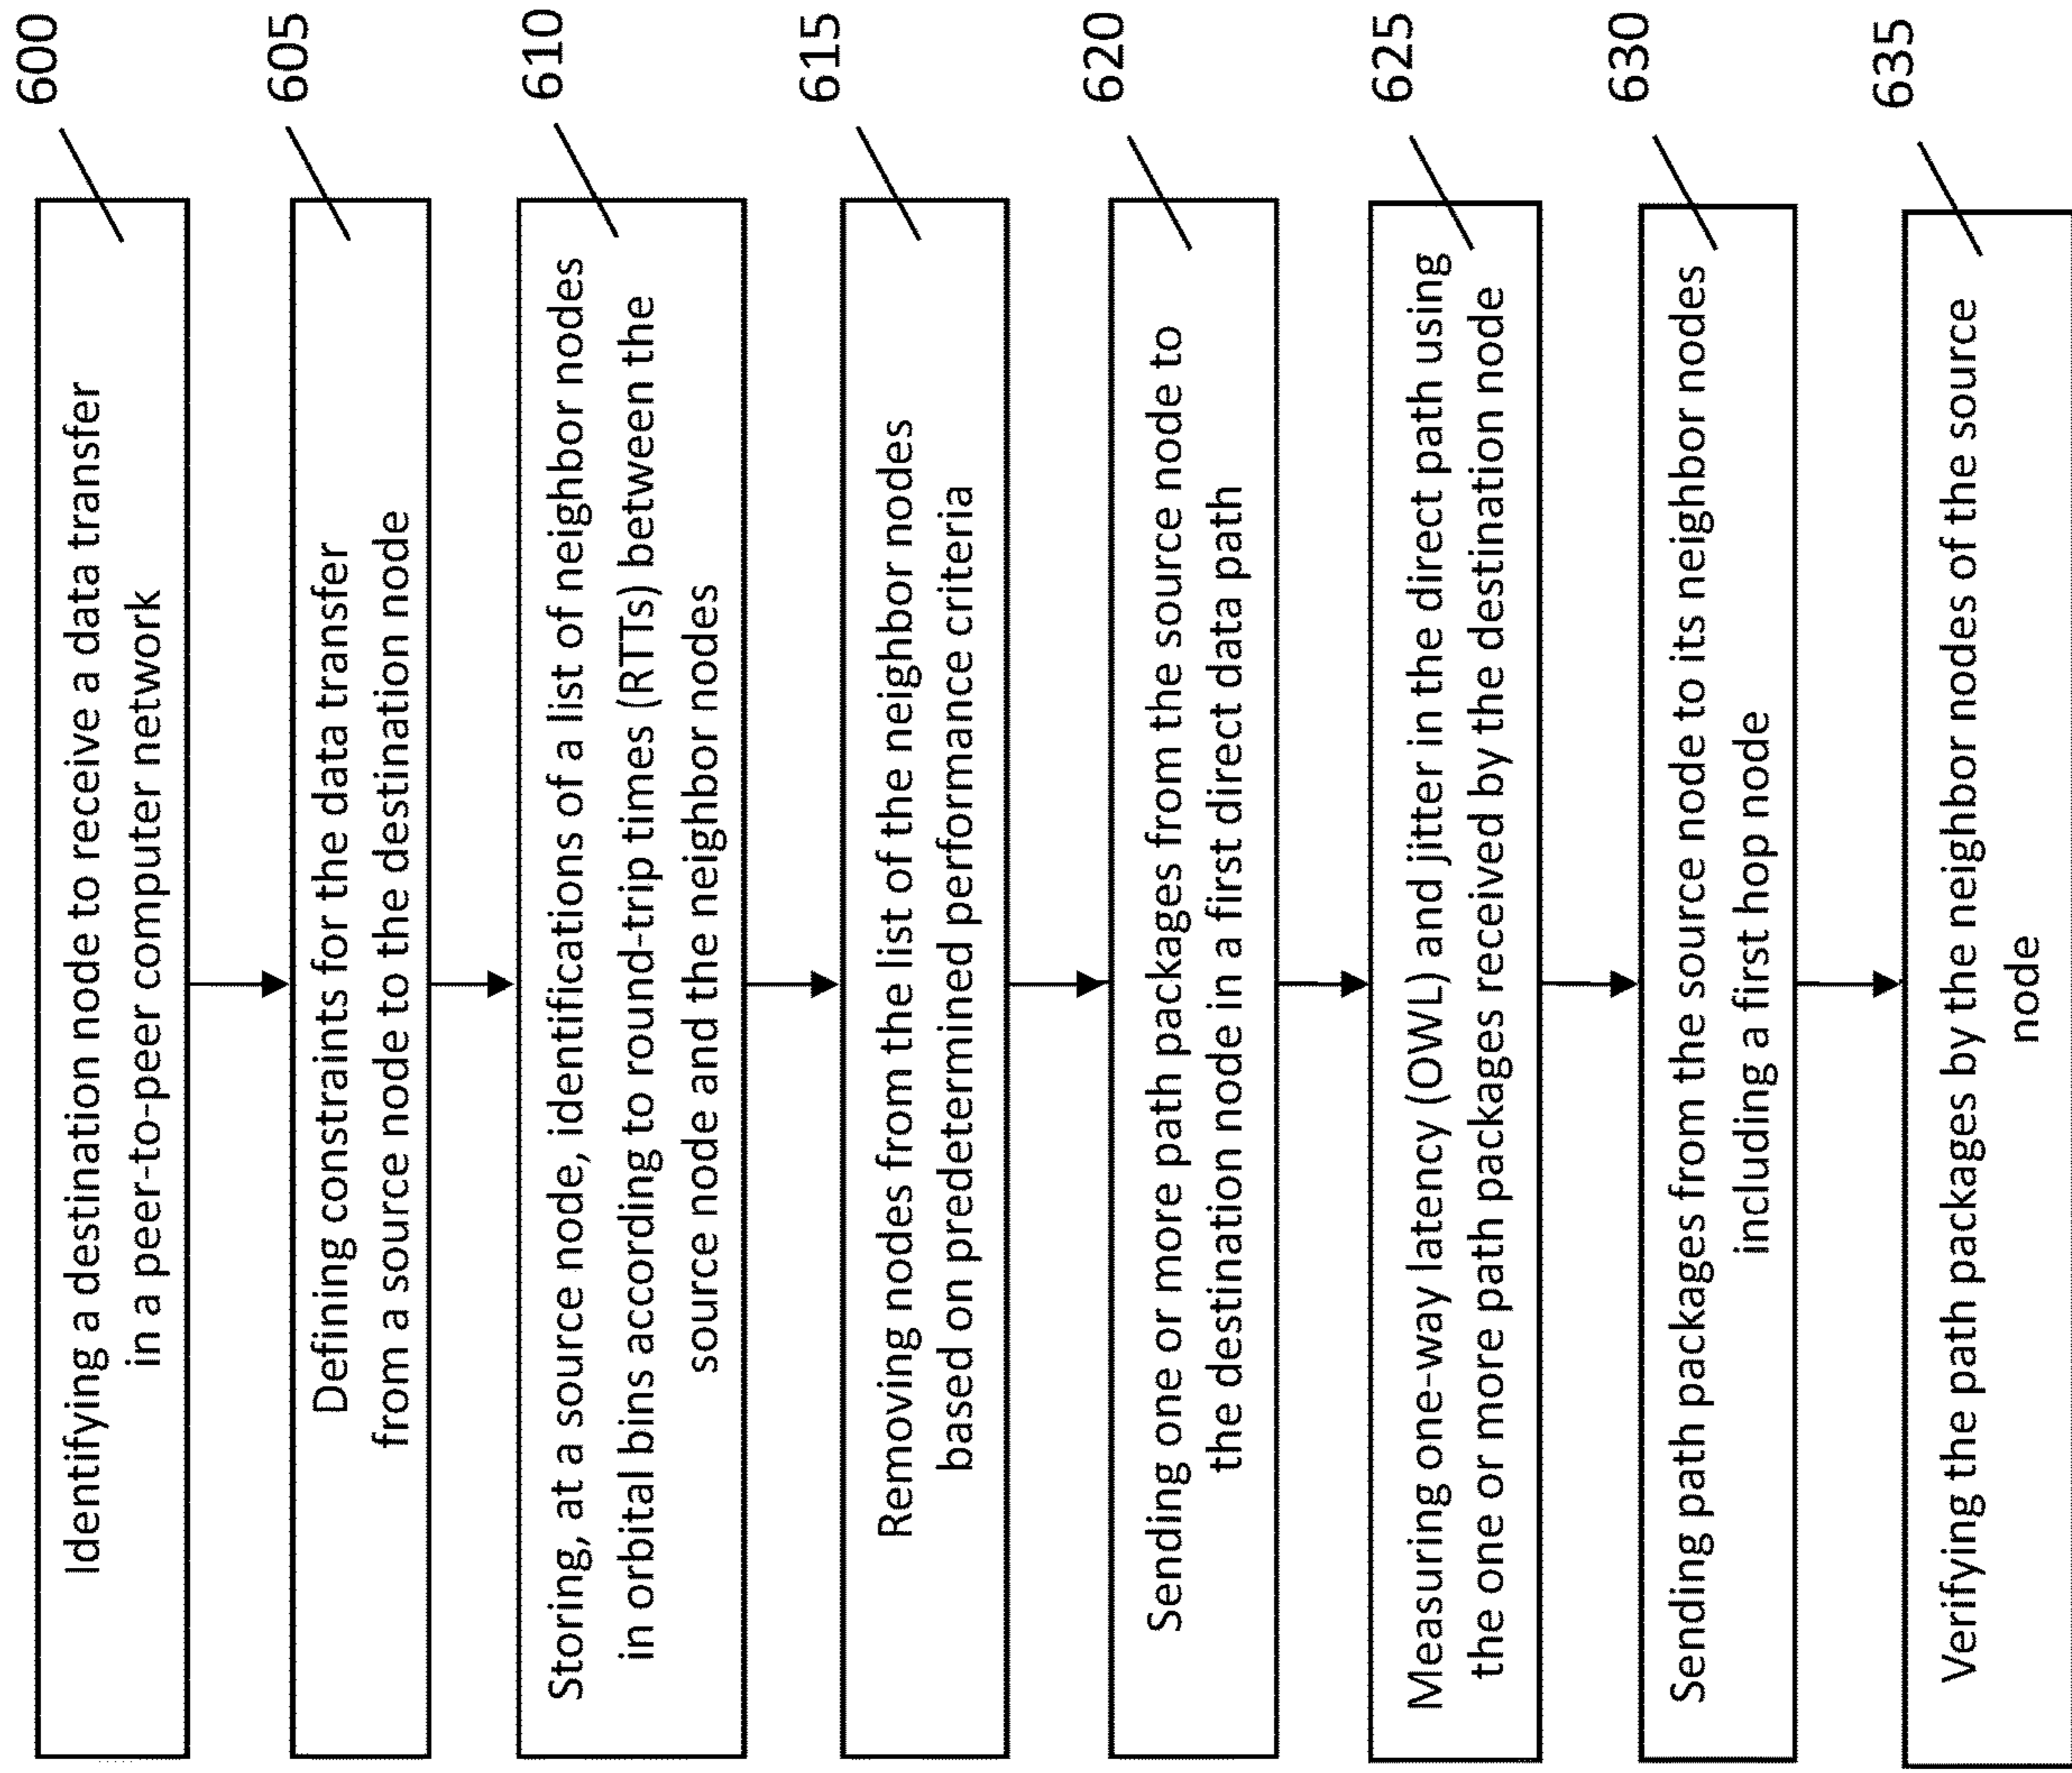 600
Identifying a destination node to receive a data transfer
in a peer-to-peer computer network
605
Defining constraints for the data transfer
from a source node to the destination node
610
Storing, at a source node, identifications of a list of neighbor nodes
in orbital bins according to round-trip times (RTTs) between the
source node and the neighbor nodes
615
Removing nodes from the list of the neighbor nodes
based on predetermined performance criteria
620
Sending one or more path packages from the source node to
the destination node in a first direct data path
625
Measuring one-way latency (OWL) and jitter in the direct path using
the one or more path packages received by the destination node
630
Sending path packages from the source node to its neighbor nodes
including a first hop node
635
Verifying the path packages by the neighbor nodes of the source
node